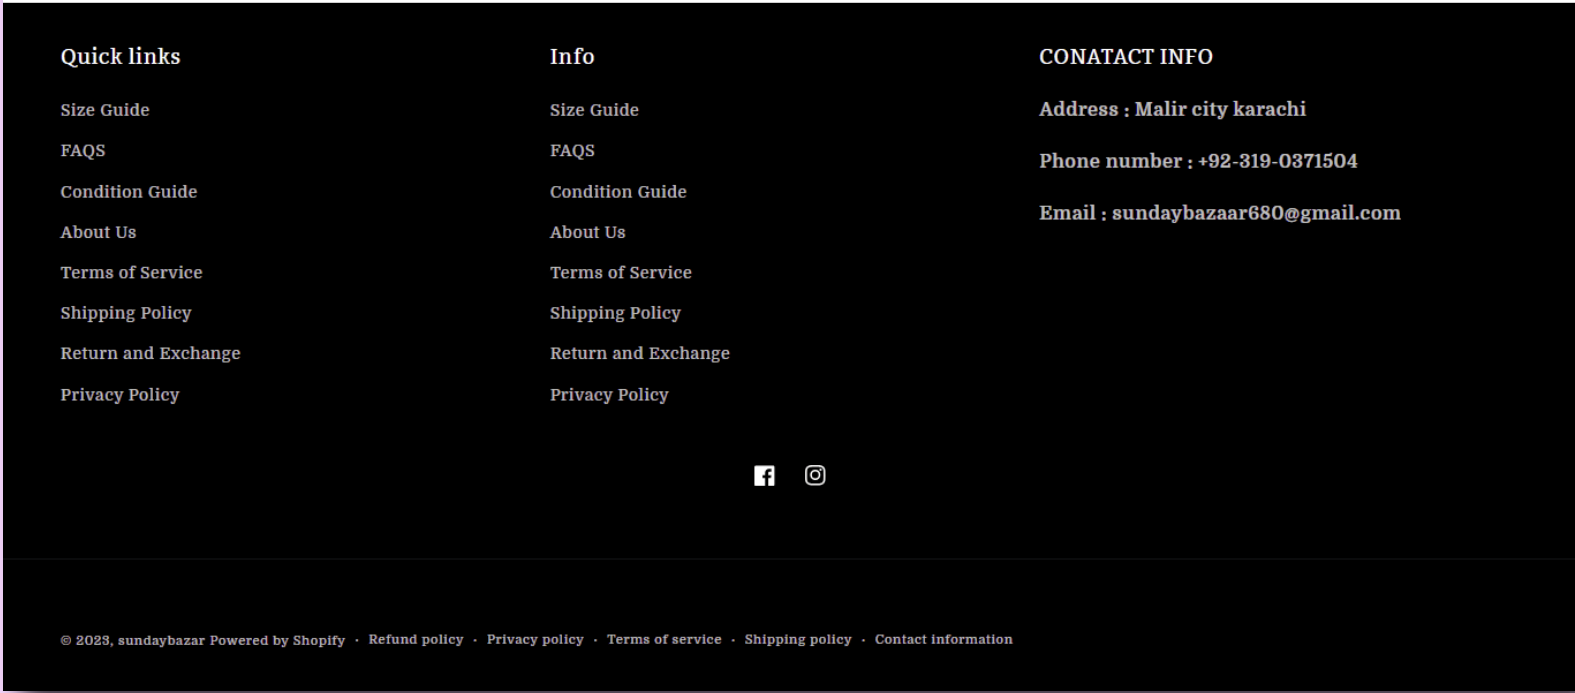 Quick links
Size Guide
FAQS
Condition Guide
About Us
Terms of Service
Shipping Policy
Return and Exchange
Privacy Policy
Info
Size Guide
FAQS
Condition Guide
About Us
Terms of Service
Shipping Policy
Return and Exchange
Privacy Policy
CONATACT INFO
Address : Malir city karachi
Phone number : +92-319-0371504
Email : sundaybazaar680@gmail.com
© 2023, sundaybazar Powered by Shopify · Refund policy · Privacy policy · Terms of service · Shipping policy · Contact information